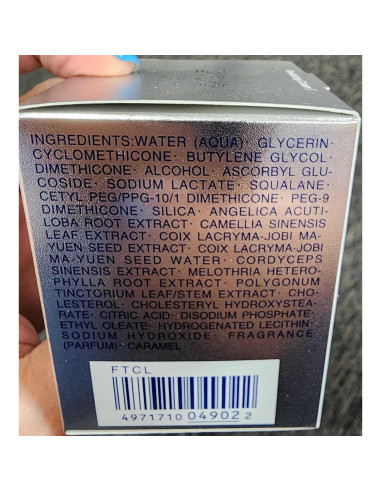 INGREDIENTS:WATER (AQUA)· GLYCERIN·
CYCLOMETHICONE· BUTYLENE GLYCOL·
DIMETHICONE· ALCOHOL· ASCORBYL GLU-
COSIDE· SODIUM LACTATE· SQUALANE·
CETYL PEG/PPG-10/1 DIMETHICONE· PEG-9
DIMETHICONE· SILICA· ANGELICA ACUTI-
LOBA ROOT EXTRACT· CAMELLIA SINENSIS
LEAF EXTRACT· COIX LACRYMA-JOBI MA-
YUEN SEED EXTRACT· COIX LACRYMA-JOBI
MA-YUEN SEED WATER· CORDYCEPS
SINENSIS EXTRACT· MELOTHRIA HETERO-
PHYLLA ROOT EXTRACT· POLYGONUM
TINCTORIUM LEAF/STEM EXTRACT· CHO-
LESTEROL· CHOLESTERYL HYDROXYSTEA-
RATE· CITRIC ACID· DISODIUM PHOSPHATE·
ETHYL OLEATE· HYDROGENATED LECITHIN·
SODIUM HYDROXIDE· FRAGRANCE
(PARFUM)· CARAMEL
FTCL
4971710 049022